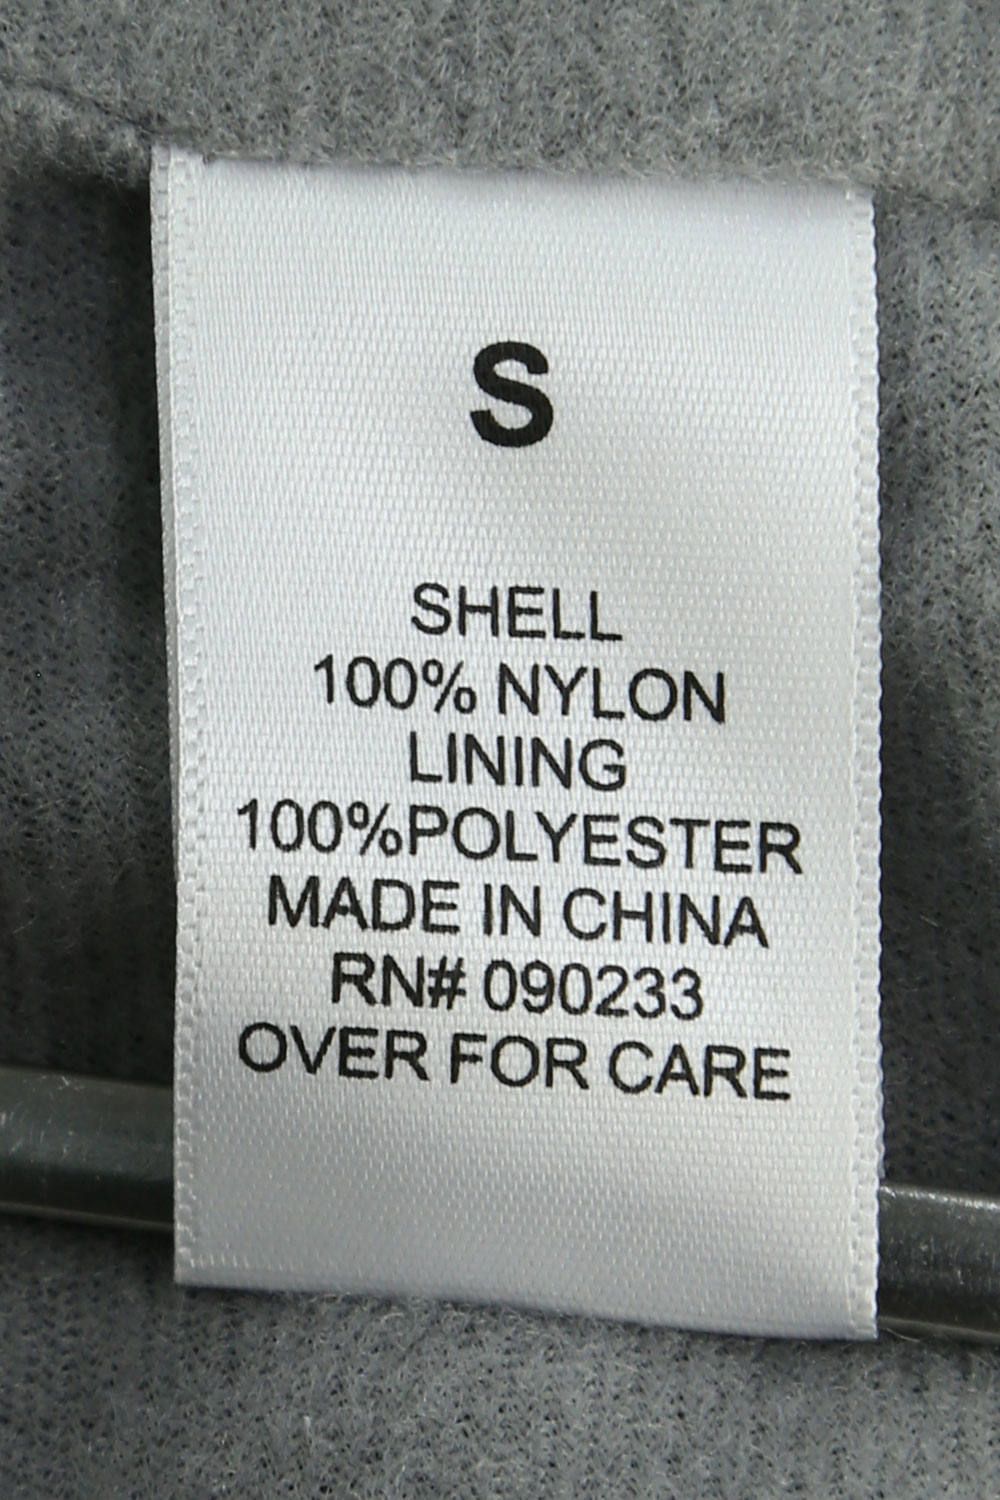 S
SHELL
100% NYLON
LINING
100%POLYESTER
MADE IN CHINA
RN# 090233
OVER FOR CARE